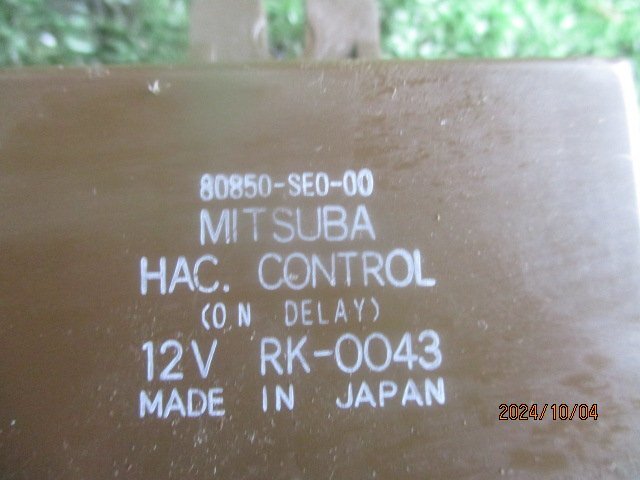 80850-SE0-00
MITSUBA
HAC. CONTROL
(ON DELAY)
12V RK-0043
MADE IN JAPAN
2024/10/04